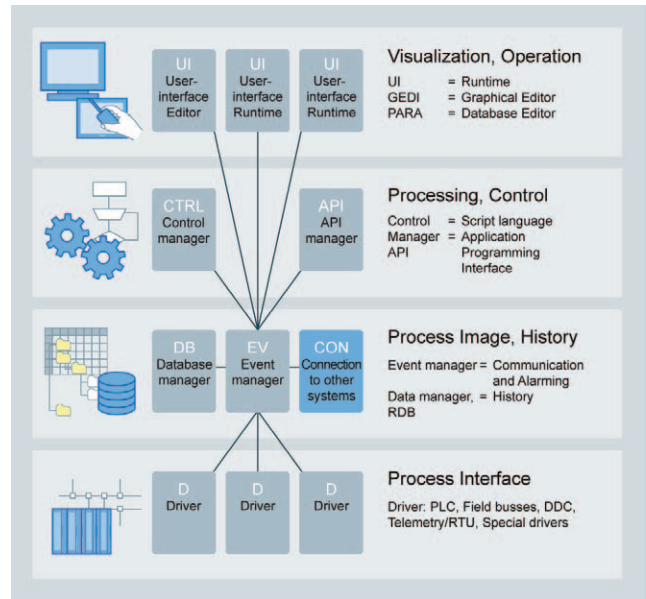 UI
User-
interface
Editor
UI
User-
interface
Runtime
UI
User-
interface
Runtime
Visualization, Operation
UI = Runtime
GEDI = Graphical Editor
PARA = Database Editor
CTRL
Control
manager
API
API
manager
Processing, Control
Control = Script language
Manager = Application
API Programming
Interface
DB
Database
manager
EV
Event
manager
CON
Connection
to other
systems
Process Image, History
Event manager = Communication
and Alarming
Data manager, = History
RDB
D
Driver
D
Driver
D
Driver
Process Interface
Driver: PLC, Field busses, DDC,
Telemetry/RTU, Special drivers